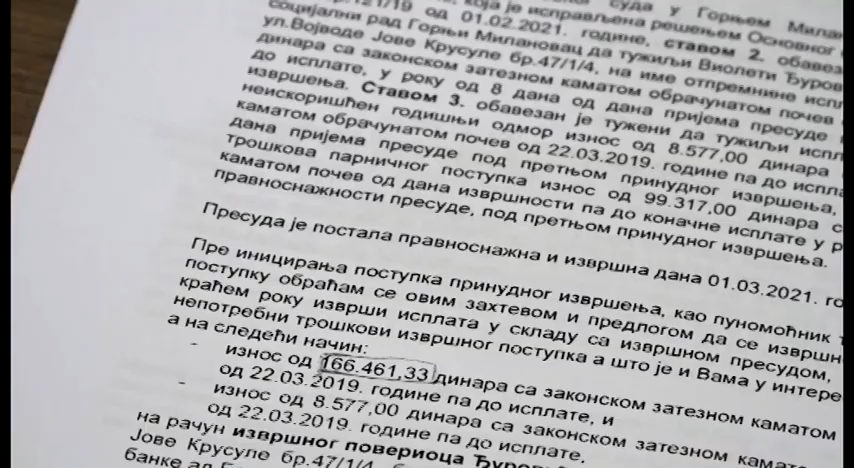 суда у Горњем Милан
121/19 од 01.02.2021. године, ставом 2. обавез
социјални рад Горњи Милановац да тужиљи Виолети Ђуров
ул.Војводе Јове Крусуле бр.47/1/4, на име отпремнине испл
динара са законском затезном каматом обрачунатом почев
до исплате, у року од 8 дана од дана пријема пресуде
извршења. Ставом 3. обавезан је тужени да тужиљи испл
неискоришћен годишњи одмор износ од 8.577,00 динара
каматом обрачунатом почев од 22.03.2019. године па до испла
дана пријема пресуде под претњом принудног извршења,
трошкова парничног поступка износ од 99.317,00 динара с
каматом почев од дана извршности па до коначне исплате у р
правноснажности пресуде, под претњом принудног извршења.
Пресуда је постала правноснажна и извршна дана 01.03.2021. го
Пре иницирања поступка принудног извршења, као пуномоћник т
поступку обраћам се овим захтевом и предлогом да се извршн
краћем року изврши исплата у складу са извршном пресудом,
непотребни трошкови извршног поступка а што је и Вама у интере
а на следећи начин:
- износ од 166.461,33 динара са законском затезном каматом
од 22.03.2019. године па до исплате, и
- износ од 8.577,00 динара са законском затезном камато
од 22.03.2019. године па до исплате.
на рачун извршног повериоца Ђуров
Јове Крусуле бр.47/1/4,
банке ад